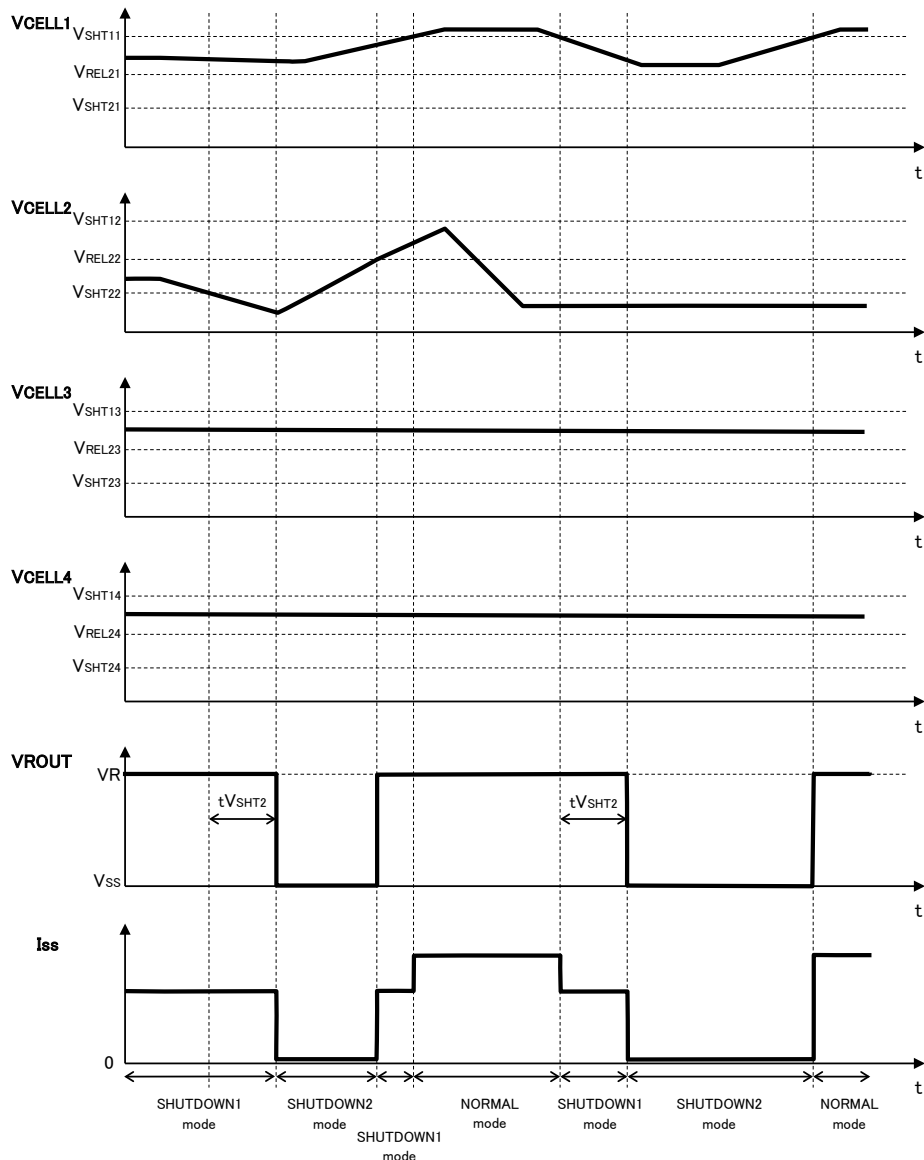 VCELL1
VSHT11
VREL21
VSHT21
t
VCELL2
VSHT12
VREL22
VSHT22
t
VCELL3
VSHT13
VREL23
VSHT23
t
VCELL4
VSHT14
VREL24
VSHT24
t
VROUT
VR
tVSHT2
tVSHT2
VSS
t
Iss
0
t
SHUTDOWN1
mode
SHUTDOWN2
mode
SHUTDOWN1
mode
NORMAL
mode
SHUTDOWN1
mode
SHUTDOWN2
mode
NORMAL
mode